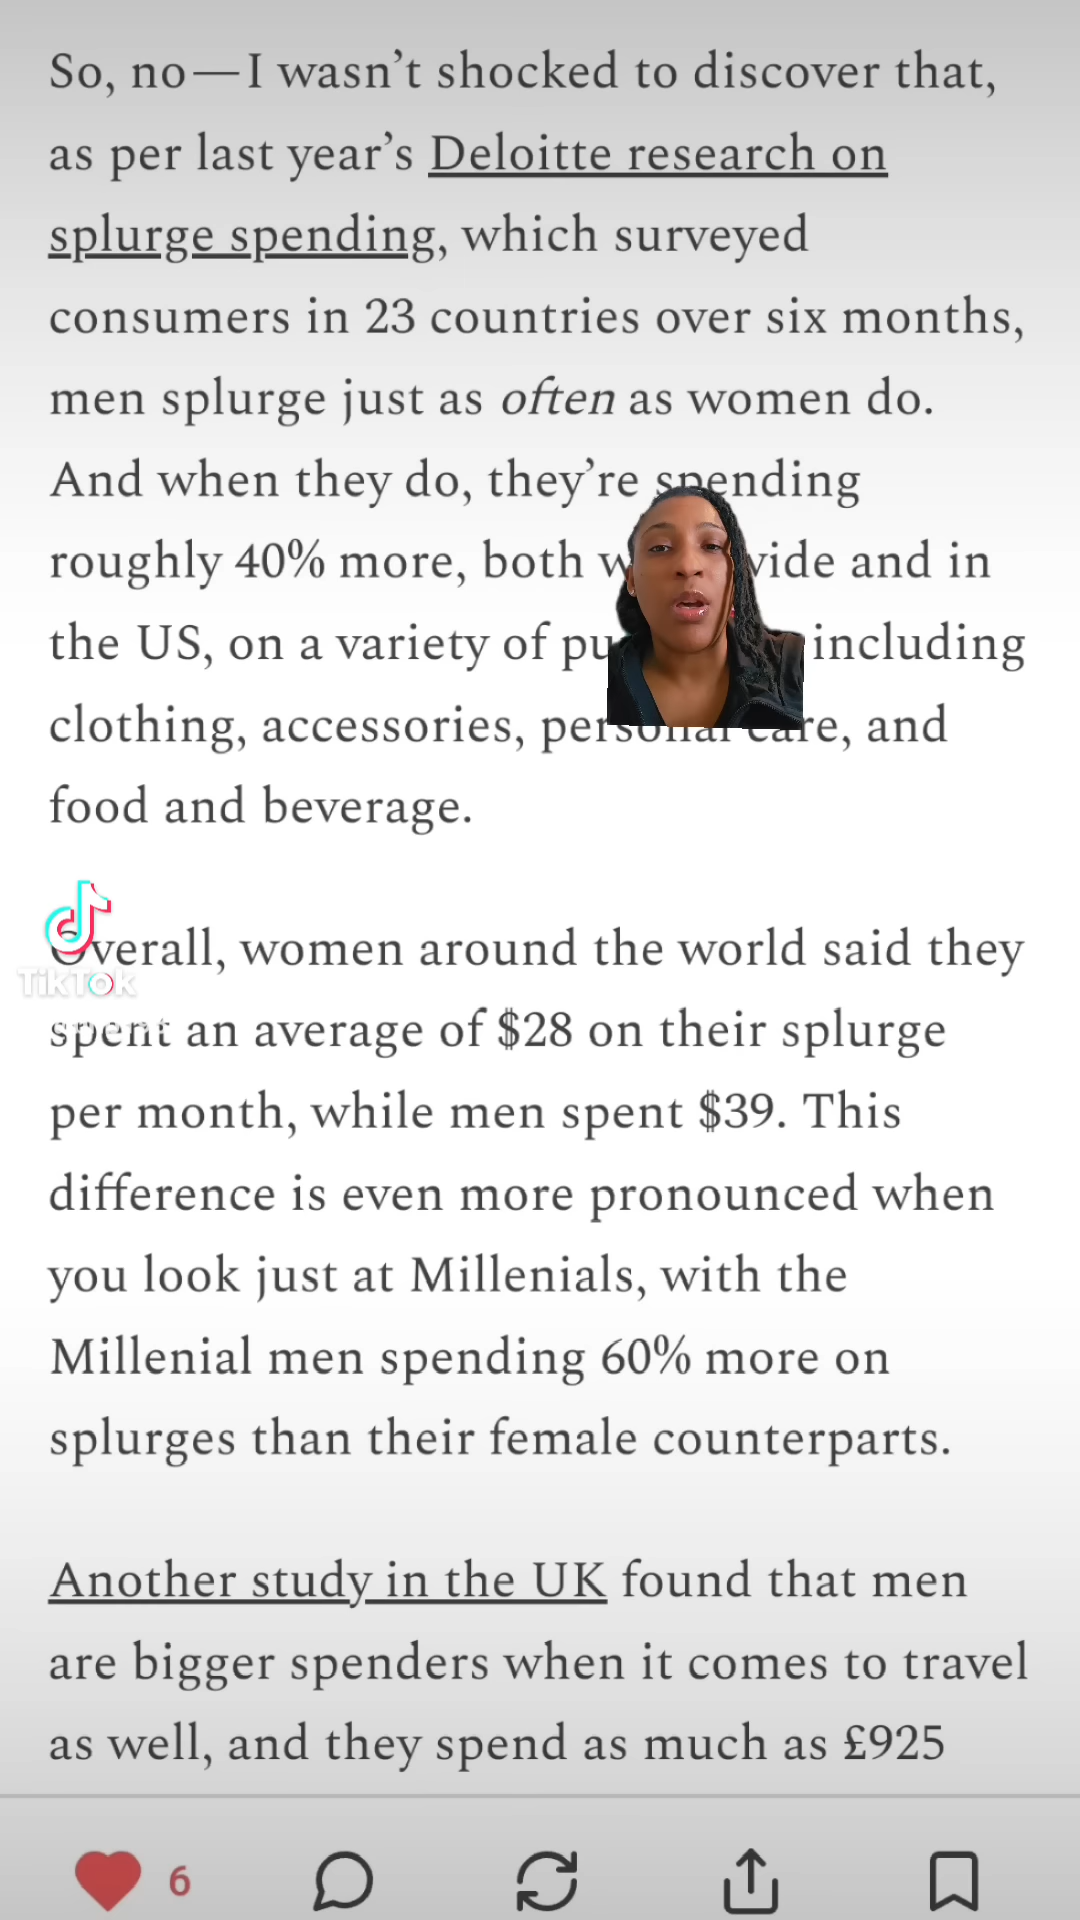 So, no—I wasn’t shocked to discover that,
as per last year’s Deloitte research on
splurge spending, which surveyed
consumers in 23 countries over six months,
men splurge just as often as women do.
And when they do, they’re spending
roughly 40% more, both and in
the US, on a variety of including
clothing, accessories, personal care, and
food and beverage.
Overall, women around the world said they
TikTok
spent an average of $28 on their splurge
per month, while men spent $39. This
difference is even more pronounced when
you look just at Millenials, with the
Millenial men spending 60% more on
splurges than their female counterparts.
Another study in the UK found that men
are bigger spenders when it comes to travel
as well, and they spend as much as £925
6